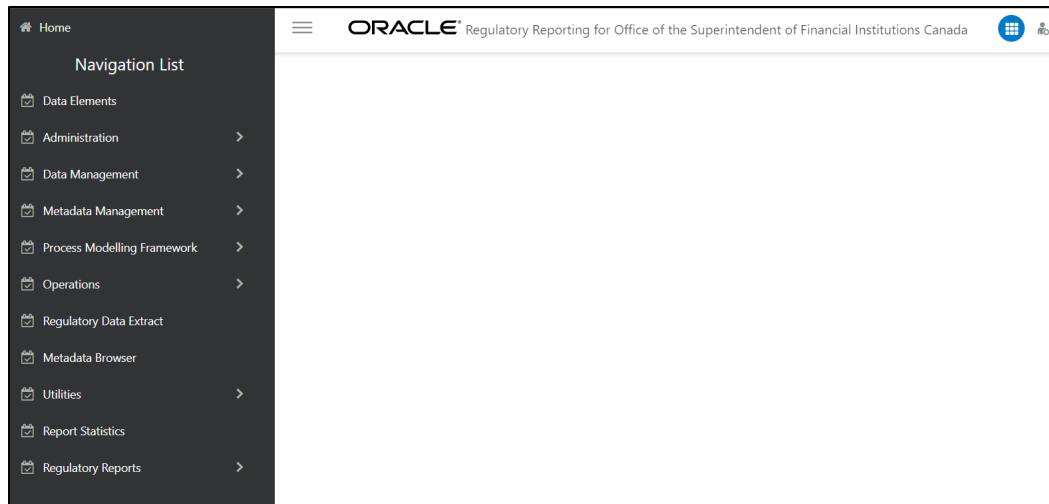 Home
ORACLE® Regulatory Reporting for Office of the Superintendent of Financial Institutions Canada
Navigation List
Data Elements
Administration
Data Management
Metadata Management
Process Modelling Framework
Operations
Regulatory Data Extract
Metadata Browser
Utilities
Report Statistics
Regulatory Reports